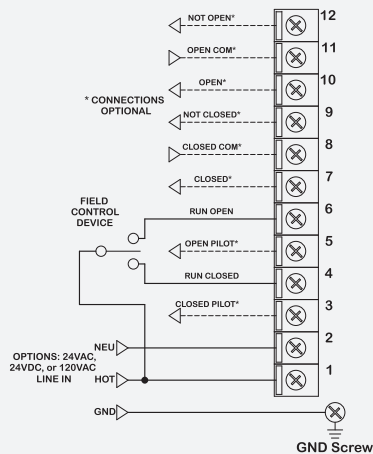 NOT OPEN*
12
OPEN COM*
11
OPEN*
10
* CONNECTIONS
OPTIONAL
NOT CLOSED*
9
CLOSED COM*
8
CLOSED*
7
FIELD
CONTROL
DEVICE
RUN OPEN
6
OPEN PILOT*
5
RUN CLOSED
4
CLOSED PILOT*
3
NEU
2
OPTIONS: 24VAC,
24VDC, or 120VAC
LINE IN
HOT
1
GND
GND Screw